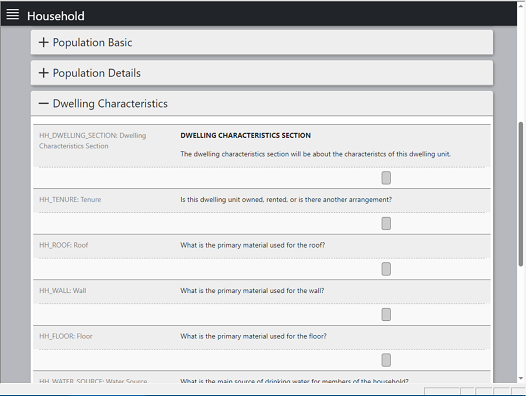 Household
Population Basic
Population Details
Dwelling Characteristics
HH_DWELLING_SECTION: Dwelling
Characteristics Section
DWELLING CHARACTERISTICS SECTION
The dwelling characteristics section will be about the characteristcs of this dwelling unit.
HH_TENURE: Tenure
Is this dwelling unit owned, rented, or is there another arrangement?
HH_ROOF: Roof
What is the primary material used for the roof?
HH_WALL: Wall
What is the primary material used for the wall?
HH_FLOOR: Floor
What is the primary material used for the floor?
HH_WATER_SOURCE: Water Source
What is the main source of drinking water for members of the household?